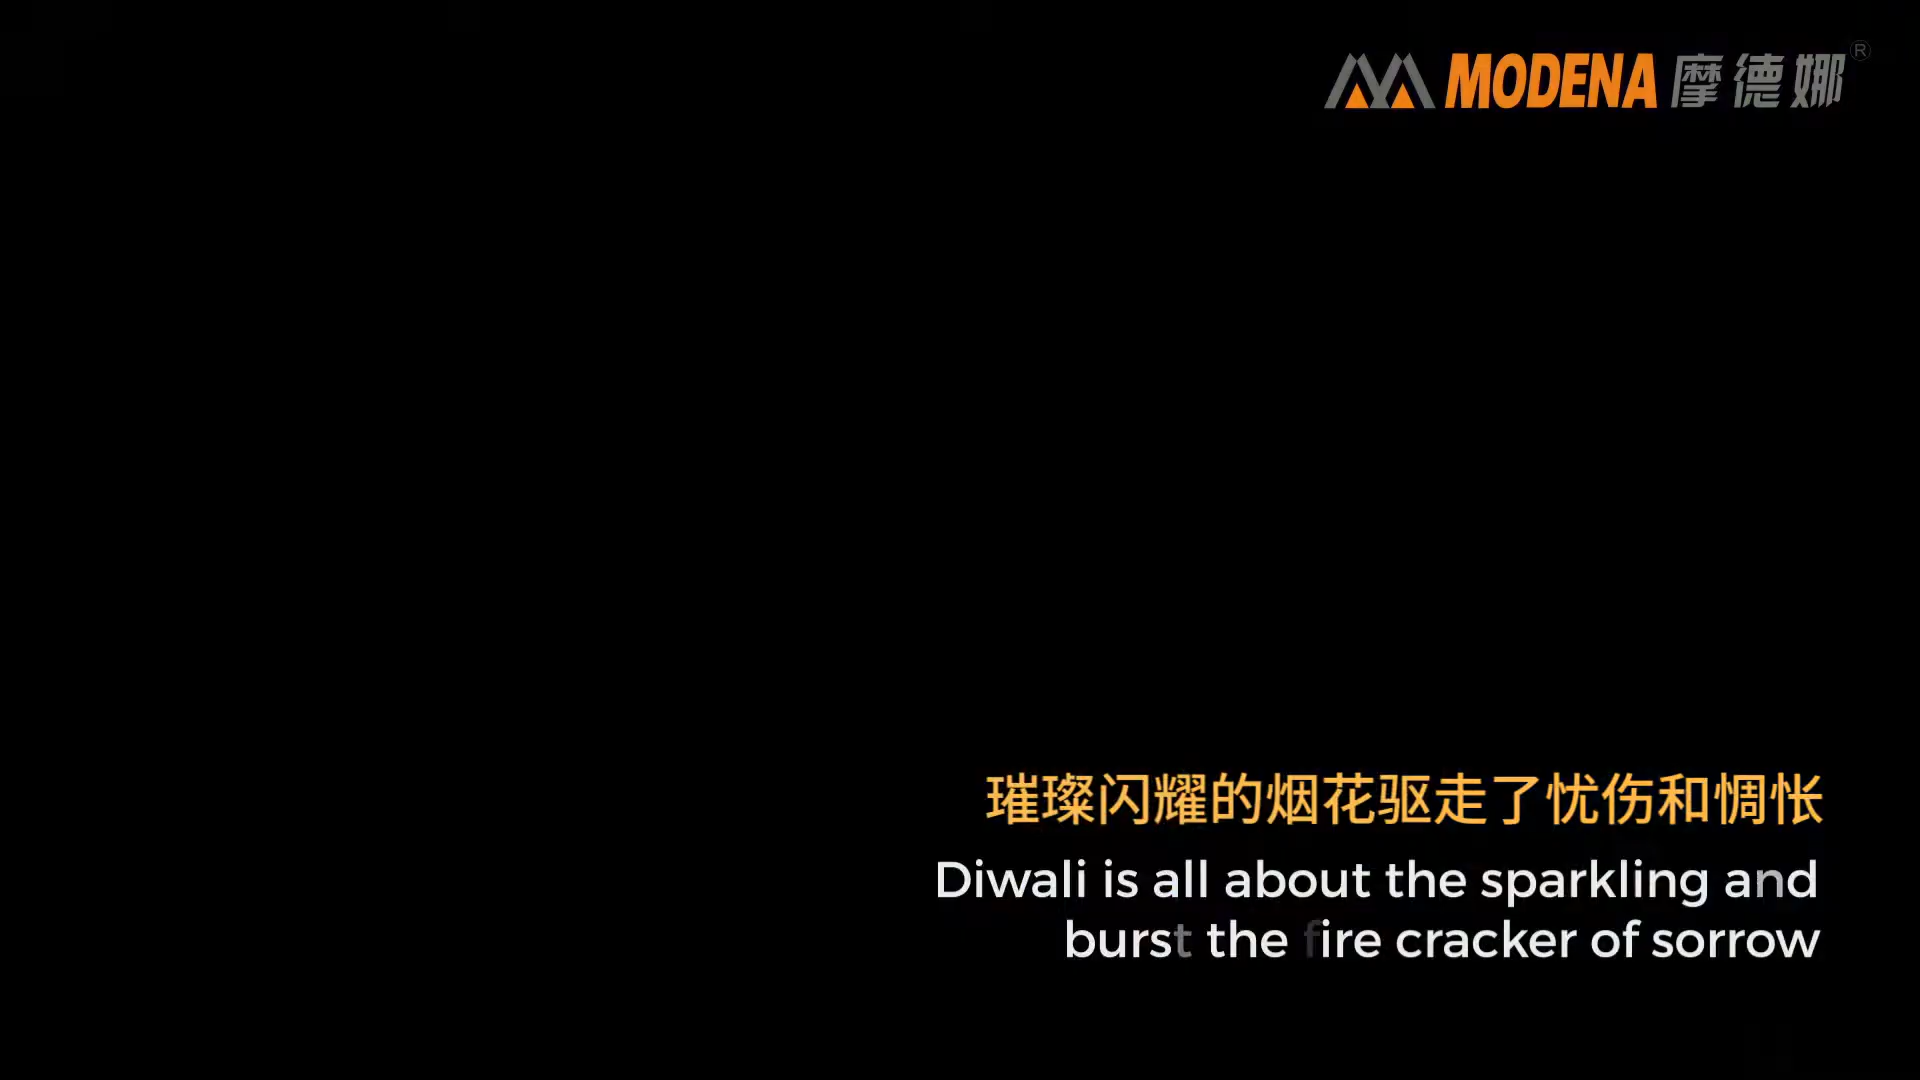 MODENA 摩德娜®
璀璨闪耀的烟花驱走了忧伤和惆怅
Diwali is all about the sparkling and
burst the fire cracker of sorrow